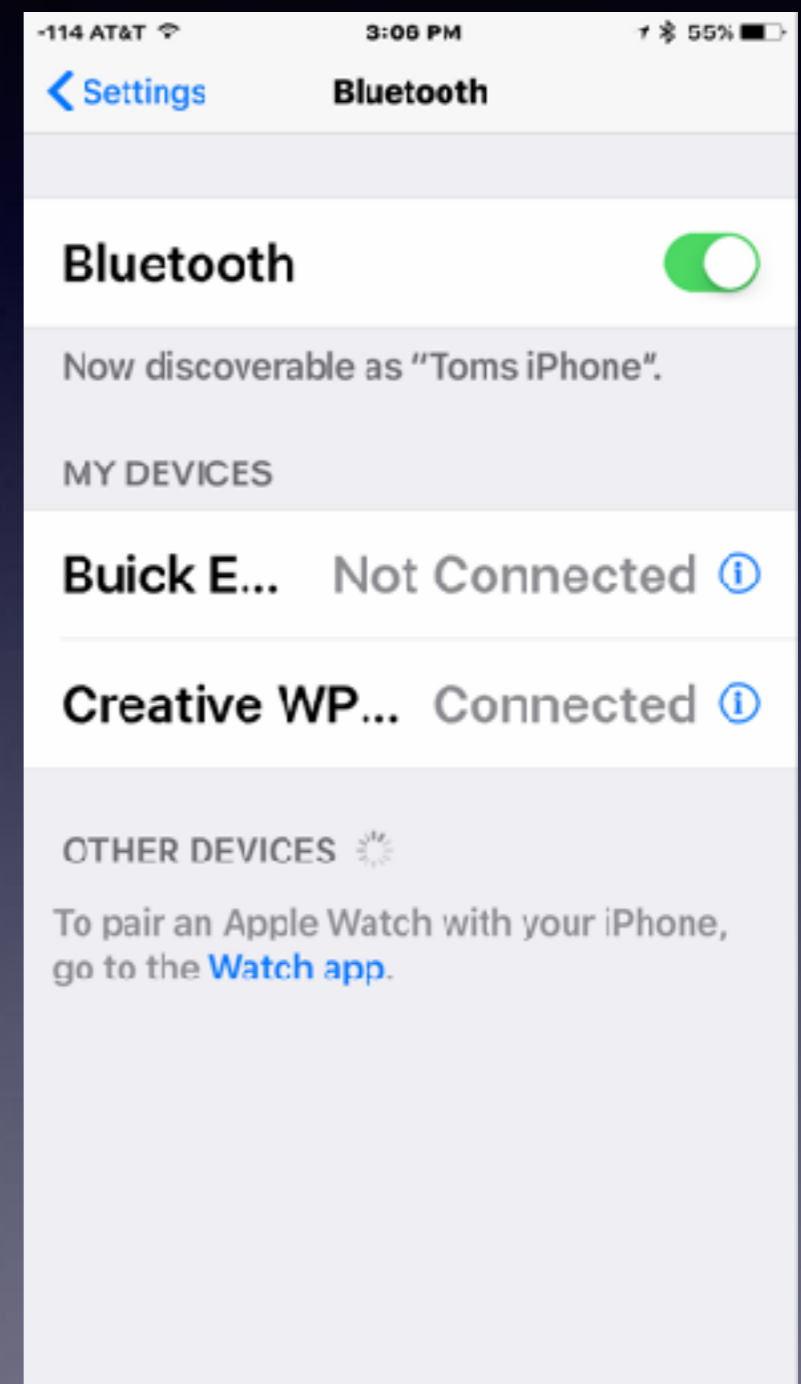 -114 AT&T 3:06 PM 55%
Settings Bluetooth
Bluetooth
Now discoverable as "Toms iPhone".
MY DEVICES
Buick E... Not Connected
Creative WP... Connected
OTHER DEVICES
To pair an Apple Watch with your iPhone,
go to the Watch app.